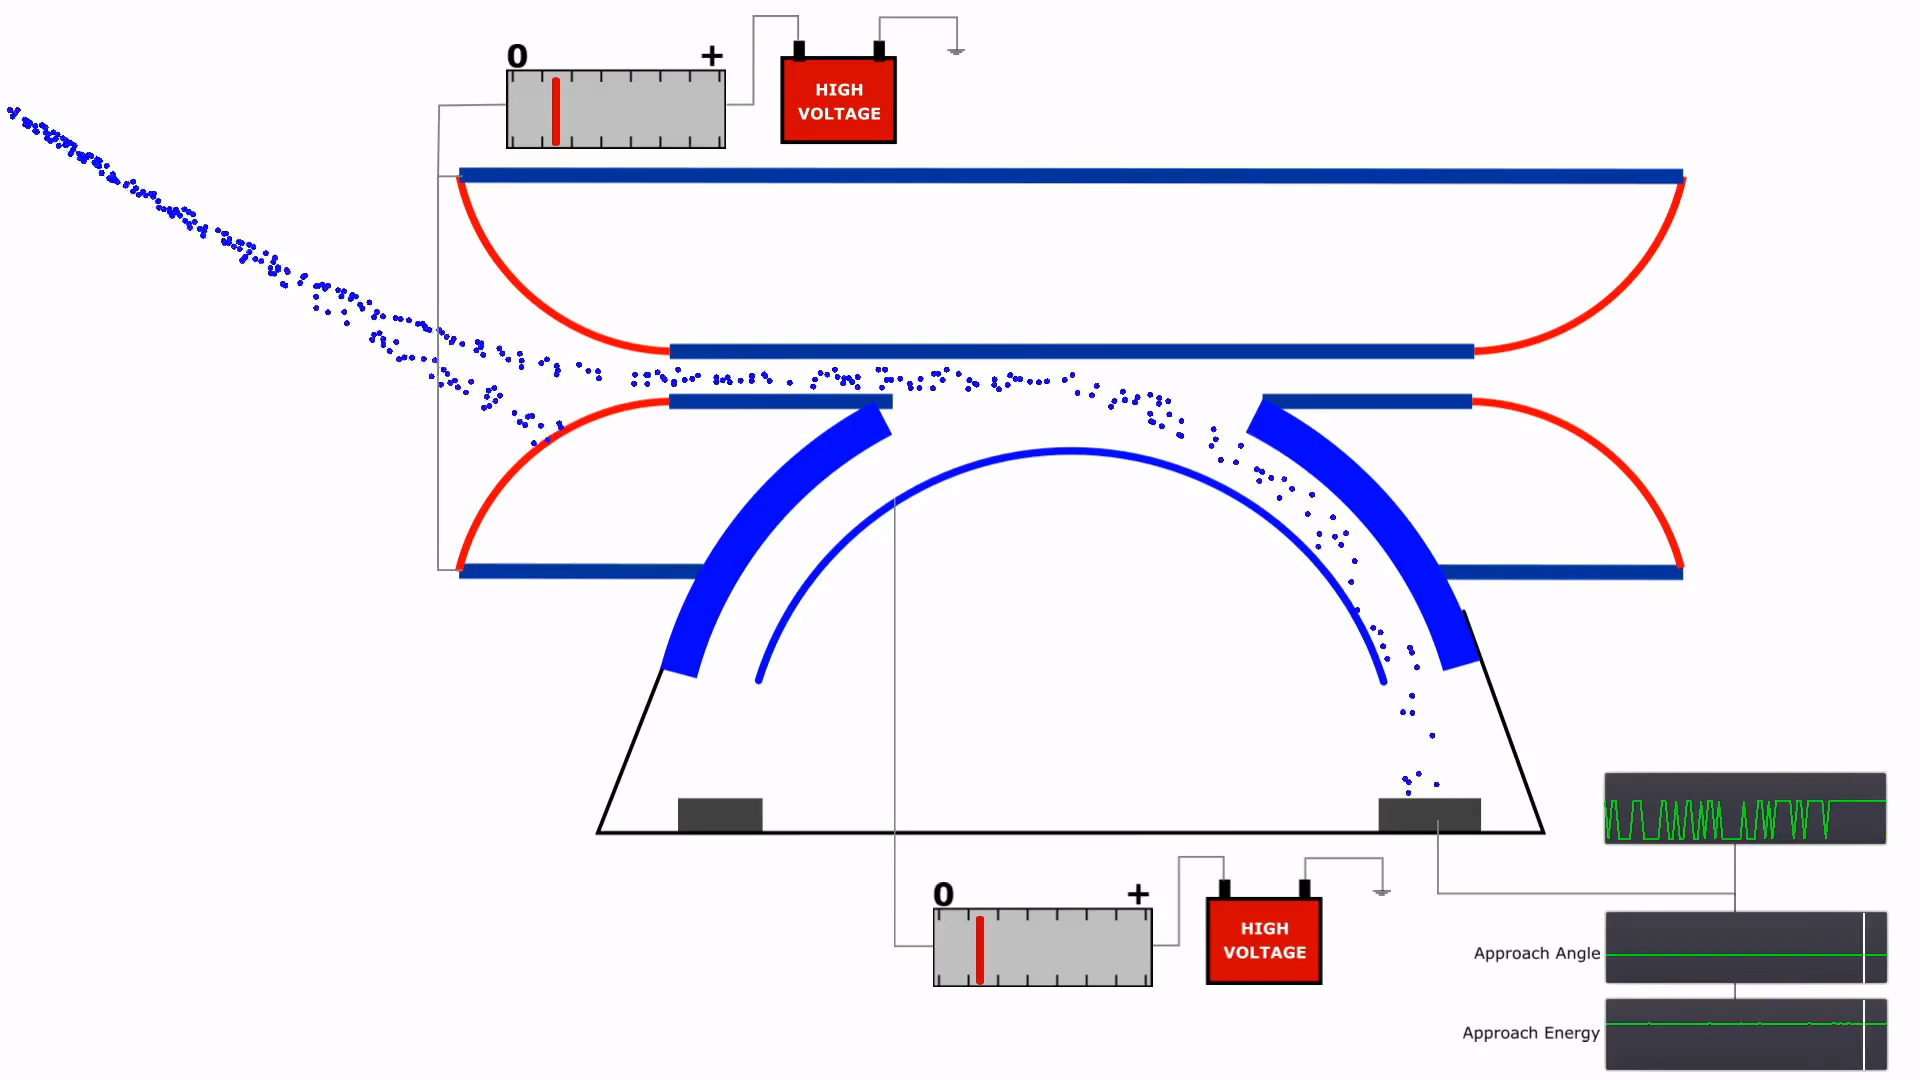 0 +
HIGH
VOLTAGE
0 +
HIGH
VOLTAGE
Approach Angle
Approach Energy